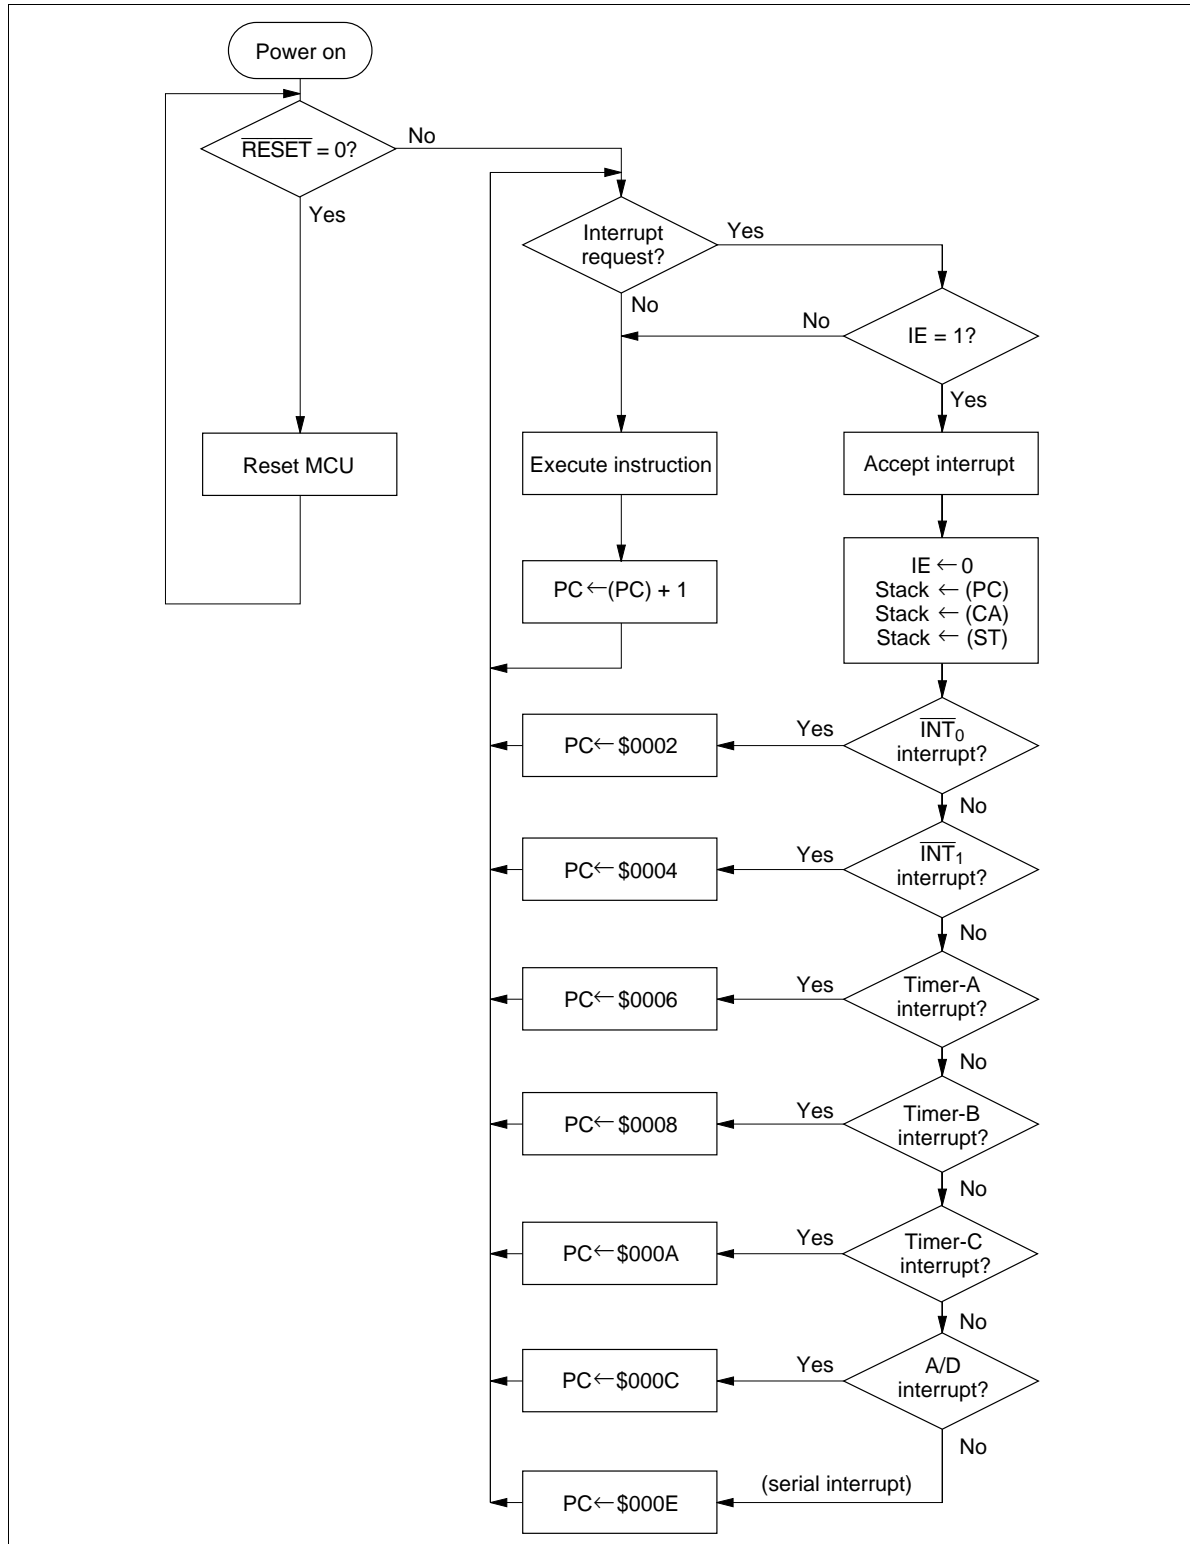 Power on
RESET = 0?
No
Yes
Interrupt
request?
Yes
No
No
IE = 1?
Yes
Reset MCU
Execute instruction
Accept interrupt
PC ← (PC) + 1
IE ← 0
Stack ← (PC)
Stack ← (CA)
Stack ← (ST)
PC ← $0002
Yes
INT0
interrupt?
No
PC ← $0004
Yes
INT1
interrupt?
No
PC ← $0006
Yes
Timer-A
interrupt?
No
PC ← $0008
Yes
Timer-B
interrupt?
No
PC ← $000A
Yes
Timer-C
interrupt?
No
PC ← $000C
Yes
A/D
interrupt?
No
PC ← $000E
(serial interrupt)